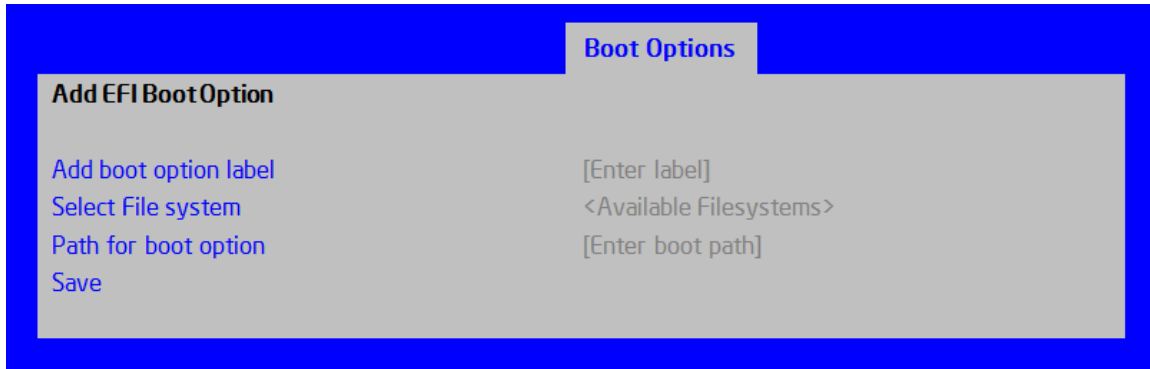 Boot Options
Add EFI Boot Option
Add boot option label [Enter label]
Select File system <Available Filesystems>
Path for boot option [Enter boot path]
Save